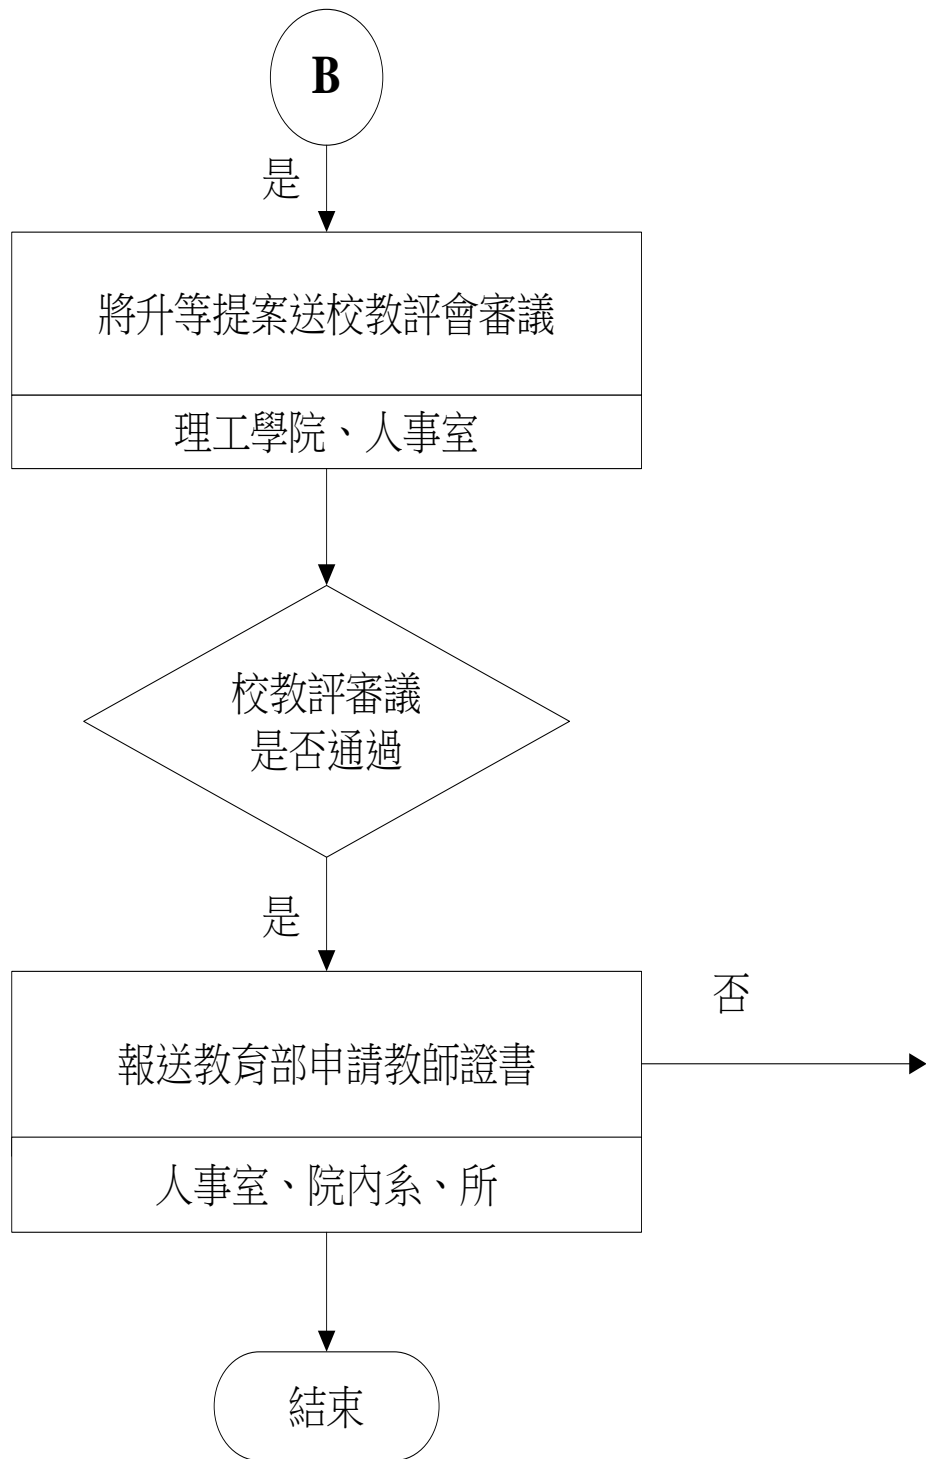 B
是
將升等提案送校教評會審議
理工學院、人事室
校教評審議
是否通過
是
否
報送教育部申請教師證書
人事室、院內系、所
結束